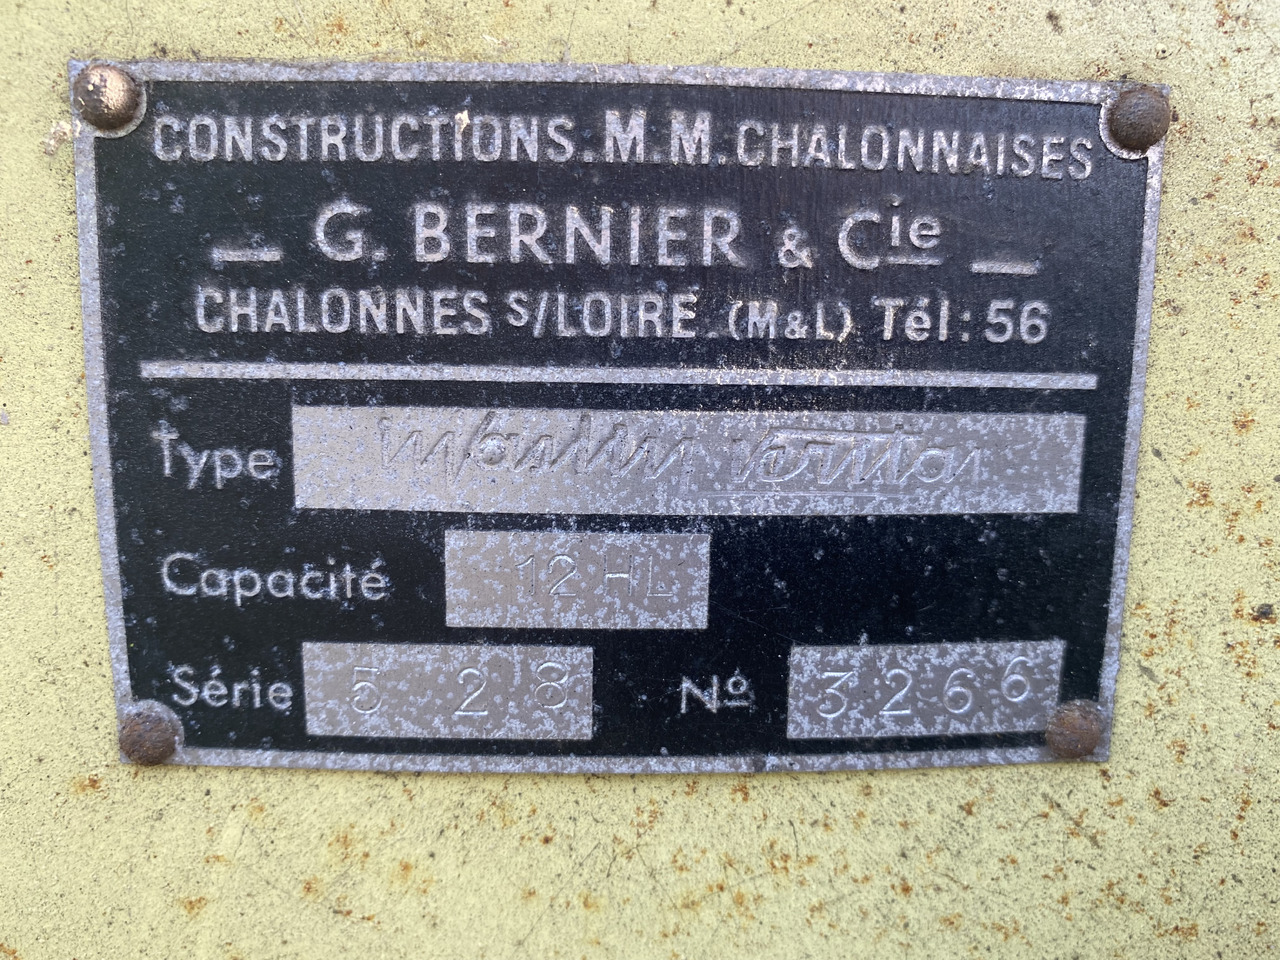 CONSTRUCTIONS.M.M.CHALONNAISES
— G. BERNIER & Cie —
CHALONNES S/LOIRE (M&L) Tél: 56
Type
Capacité 12 HL
Série 5 2 8 No 3266